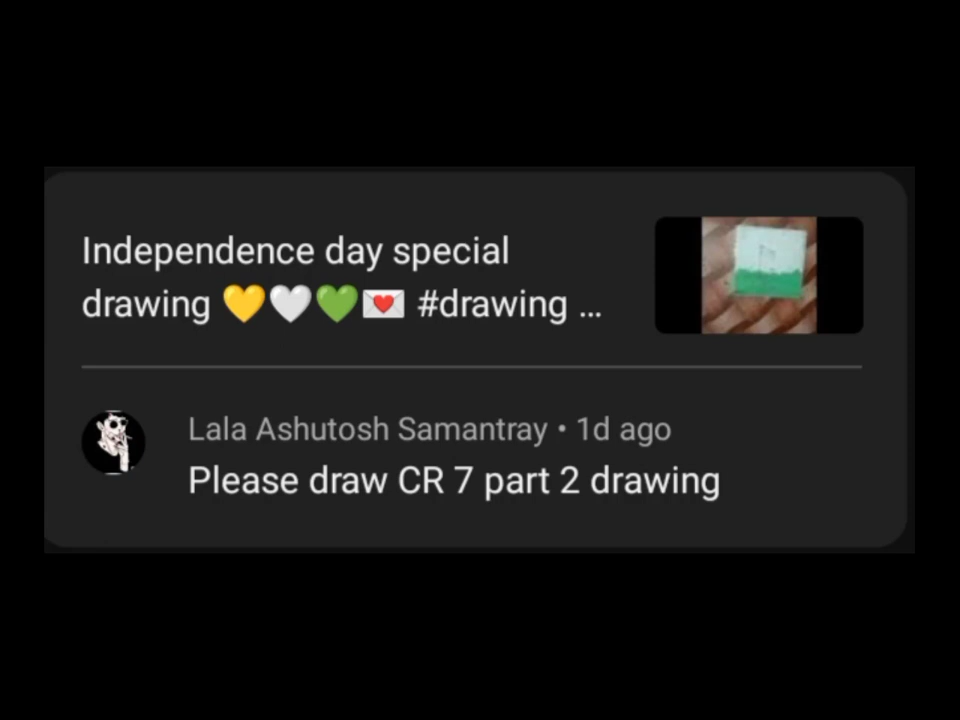 Independence day special
drawing 💛🤍💚💌 #drawing ...
Lala Ashutosh Samantray • 1d ago
Please draw CR 7 part 2 drawing